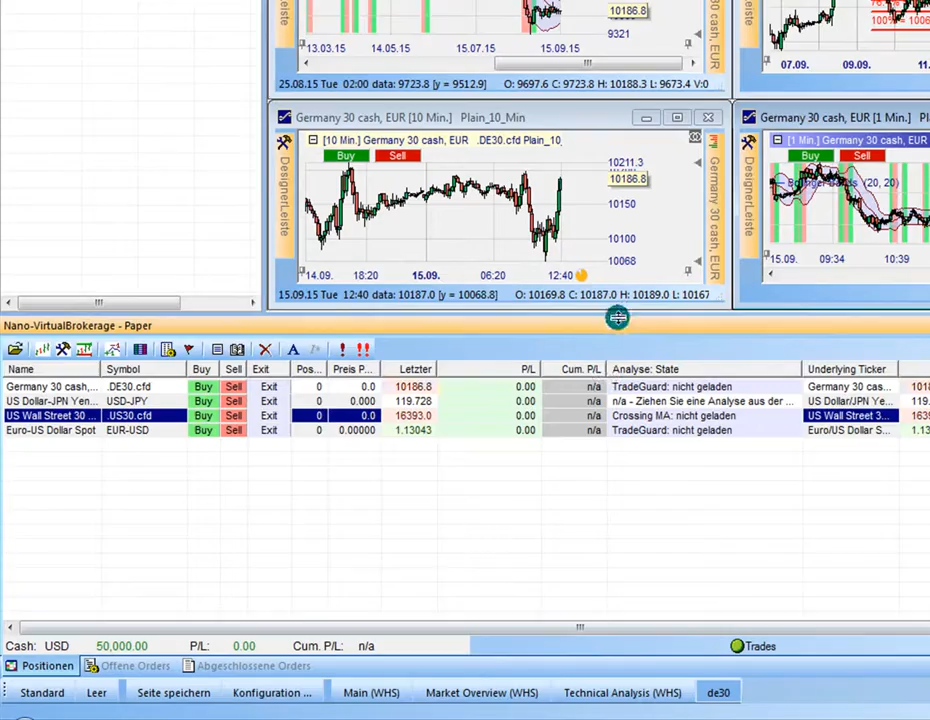 13.03.15 14.05.15 15.07.15 15.09.15
10186.8
9321
cash, EUR
25.08.15 Tue 02:00 data: 9723.8 [y = 9512.9] O: 9697.6 C: 9723.8 H: 10188.3 L: 9673.4 V:0
100% = 1006
07.09. 09.09. 11.
Germany 30 cash, EUR [10 Min.] Plain_10_Min
Germany 30 cash, EUR [1 Min.]
[10 Min.] Germany 30 cash, EUR .DE30.cfd Plain_10
Buy Sell
DesignerLeiste
Germany 30 cash, EUR
10211.3
10186.8
10150
10100
10068
14.09. 18:20 15.09. 06:20 12:40
15.09.15 Tue 12:40 data: 10187.0 [y = 10068.8] O: 10169.8 C: 10187.0 H: 10189.0 L: 10167
[1 Min.] Germany 30 cash, EUR
Buy Sell
(20, 20)
DesignerLeiste
15.09. 09:34 10:39
Nano-VirtualBrokerage - Paper
Name Symbol Buy Sell Exit Pos... Preis P... Letzter P/L Cum. P/L Analyse: State Underlying Ticker
Germany 30 cash,... .DE30.cfd Buy Sell Exit 0 0.0 10186.8 0.00 n/a TradeGuard: nicht geladen Germany 30 cas...
US Dollar-JPN Yen... USD-JPY Buy Sell Exit 0 0.000 119.728 0.00 n/a n/a - Ziehen Sie eine Analyse aus der ... US Dollar/JPN Ye... 119.
US Wall Street 30 ... .US30.cfd Buy Sell Exit 0 0.0 16393.0 0.00 n/a Crossing MA: nicht geladen US Wall Street 3...
Euro-US Dollar Spot EUR-USD Buy Sell Exit 0 0.00000 1.13043 0.00 n/a TradeGuard: nicht geladen Euro/US Dollar S... 1.13
Cash: USD 50,000.00 P/L: 0.00 Cum. P/L: n/a Trades
Positionen Offene Orders Abgeschlossene Orders
Standard Leer Seite speichern Konfiguration ... Main (WHS) Market Overview (WHS) Technical Analysis (WHS) de30